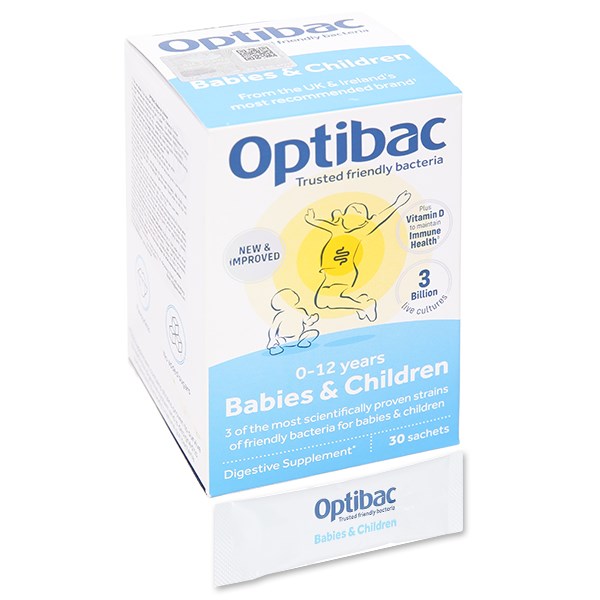 Optibac
friendly bacteria
Babies & Children
From the UK & Ireland's
most recommended brand
Optibac
Trusted friendly bacteria
NEW &
IMPROVED
Plus
Vitamin D
to maintain
Immune
Health
3
Billion
live cultures
0-12 years
Babies & Children
3 of the most scientifically proven strains
of friendly bacteria for babies & children
Digestive Supplement*
30 sachets
Optibac
Trusted friendly bacteria
Babies & Children